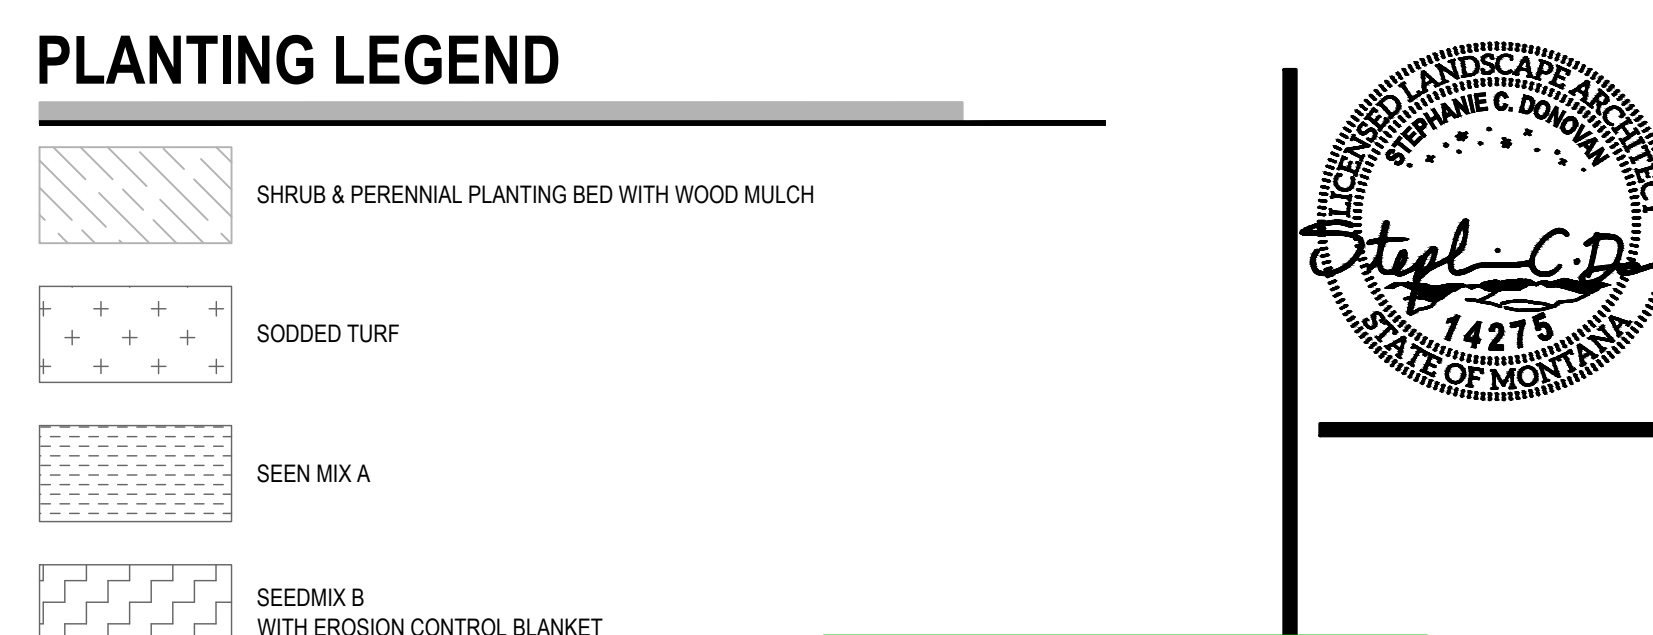 PLANTING LEGEND
SHRUB & PERENNIAL PLANTING BED WITH WOOD MULCH
SODDED TURF
SEEN MIX A
SEEDMIX B
WITH EROSION CONTROL BLANKET
LICENSED LANDSCAPE ARCHITECT
STEPHANIE C. DONOVAN
14275
STATE OF MONTANA